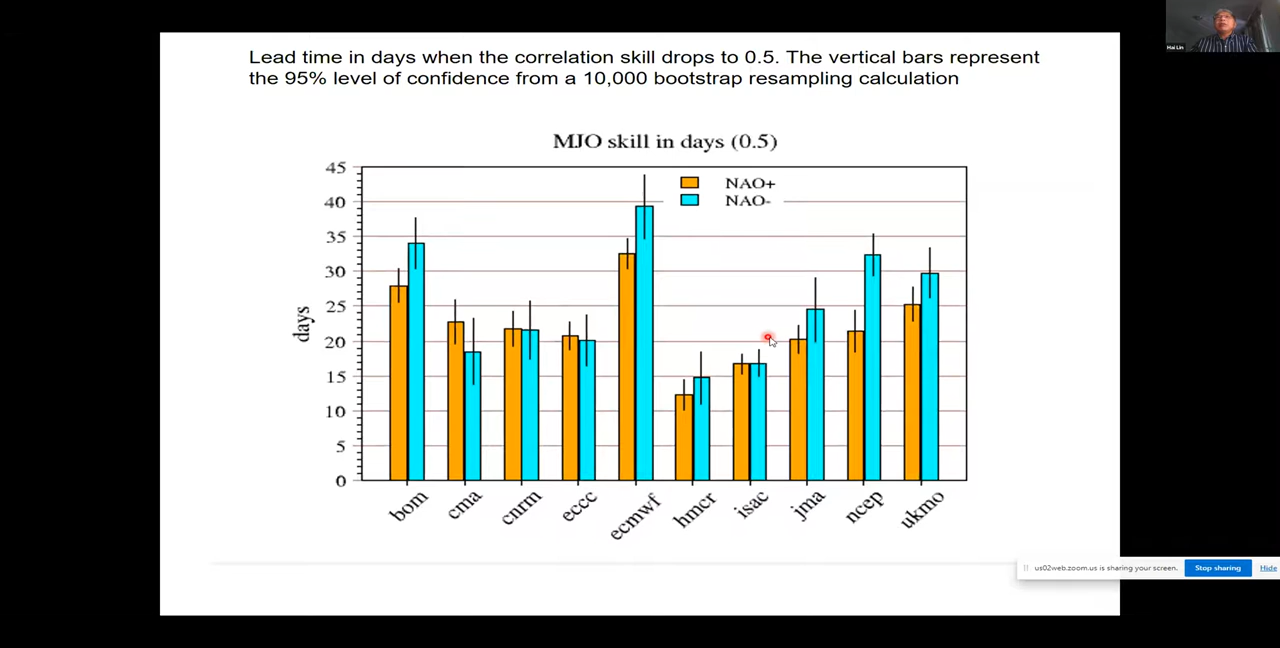 Hai Lin
Lead time in days when the correlation skill drops to 0.5. The vertical bars represent
the 95% level of confidence from a 10,000 bootstrap resampling calculation
MJO skill in days (0.5)
NAO+
NAO-
45
40
35
30
25
20
15
10
5
0
days
bom
cma
cnrm
eccc
ecmwf
hmcr
isac
jma
ncep
ukmo
us02web.zoom.us is sharing your screen.
Stop sharing
Hide